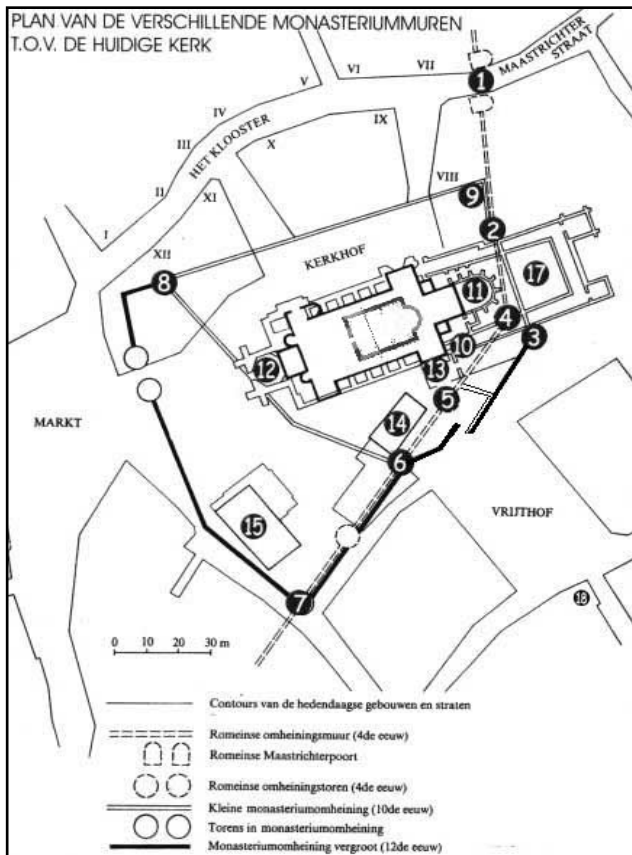 PLAN VAN DE VERSCHILLENDE MONASTERIUMMUREN
T.O.V. DE HUIDIGE KERK
MAASTRICHTER
STRAAT
1
VII
VI
V
IV
III
II
I
HET KLOOSTER
IX
X
XI
XII
VIII
9
2
8
KERKHOF
17
11
4
3
10
12
13
5
14
MARKT
6
VRIJTHOF
15
18
7
0 10 20 30 m
Contours van de hedendaagse gebouwen en straten
Romeinse omheiningsmuur (4de eeuw)
Romeinse Maastrichterpoort
Romeinse omheiningstoren (4de eeuw)
Kleine monasteriumomheining (10de eeuw)
Torens in monasteriumomheining
Monasteriumomheining vergroot (12de eeuw)